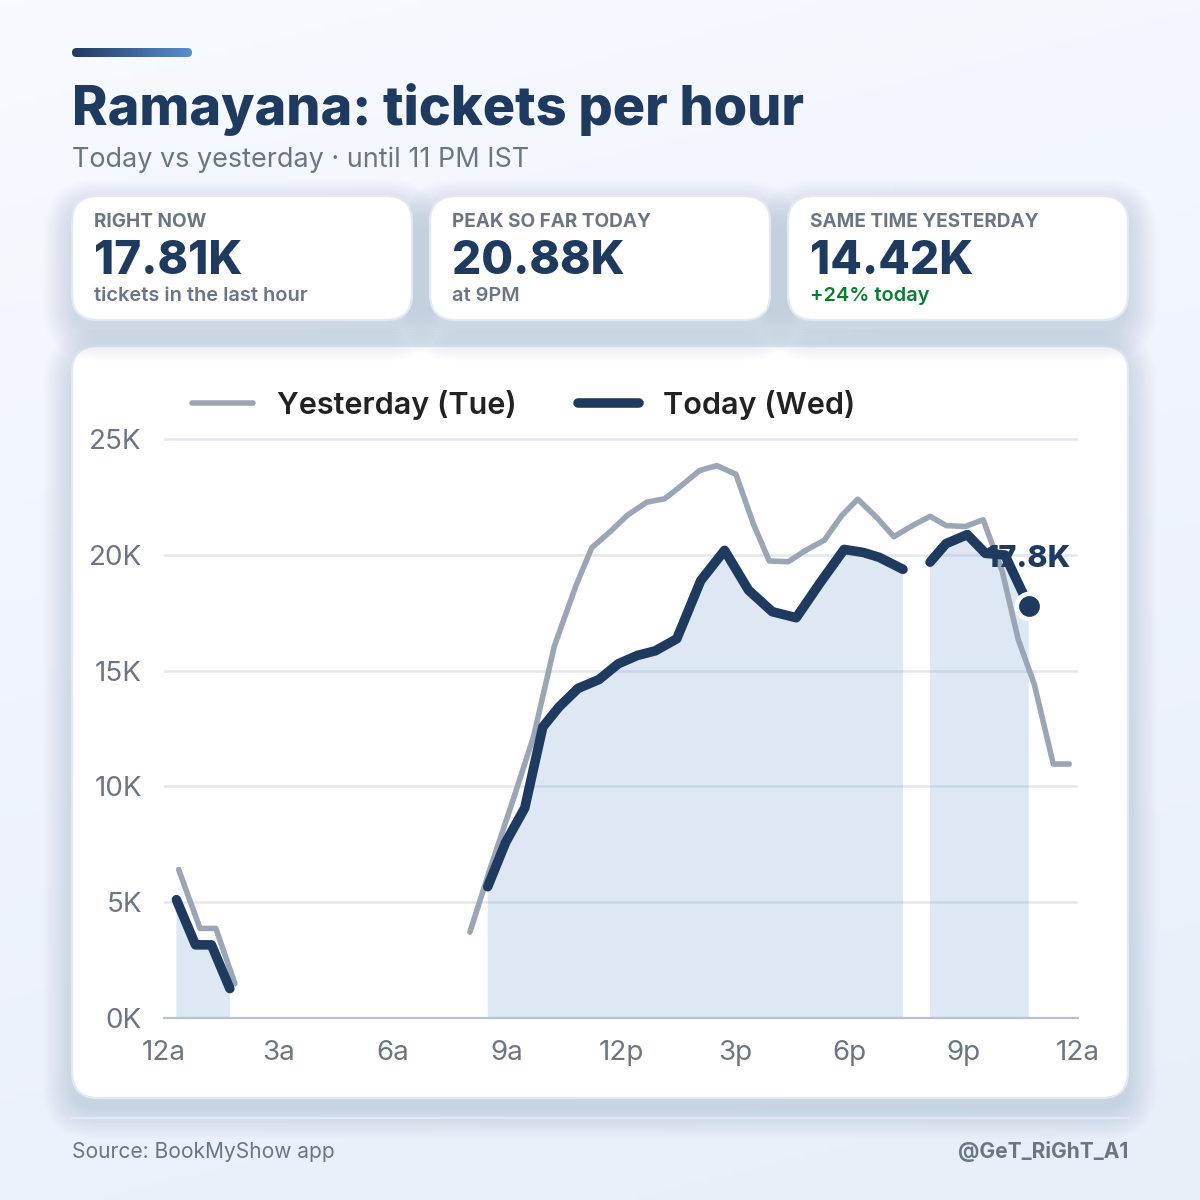 Ramayana: tickets per hour
Today vs yesterday · until 11 PM IST
RIGHT NOW
17.81K
tickets in the last hour
PEAK SO FAR TODAY
20.88K
at 9PM
SAME TIME YESTERDAY
14.42K
+24% today
Yesterday (Tue) Today (Wed)
25K
20K
17.8K
15K
10K
5K
0K
12a 3a 6a 9a 12p 3p 6p 9p 12a
Source: BookMyShow app
@GeT_RiGhT_A1